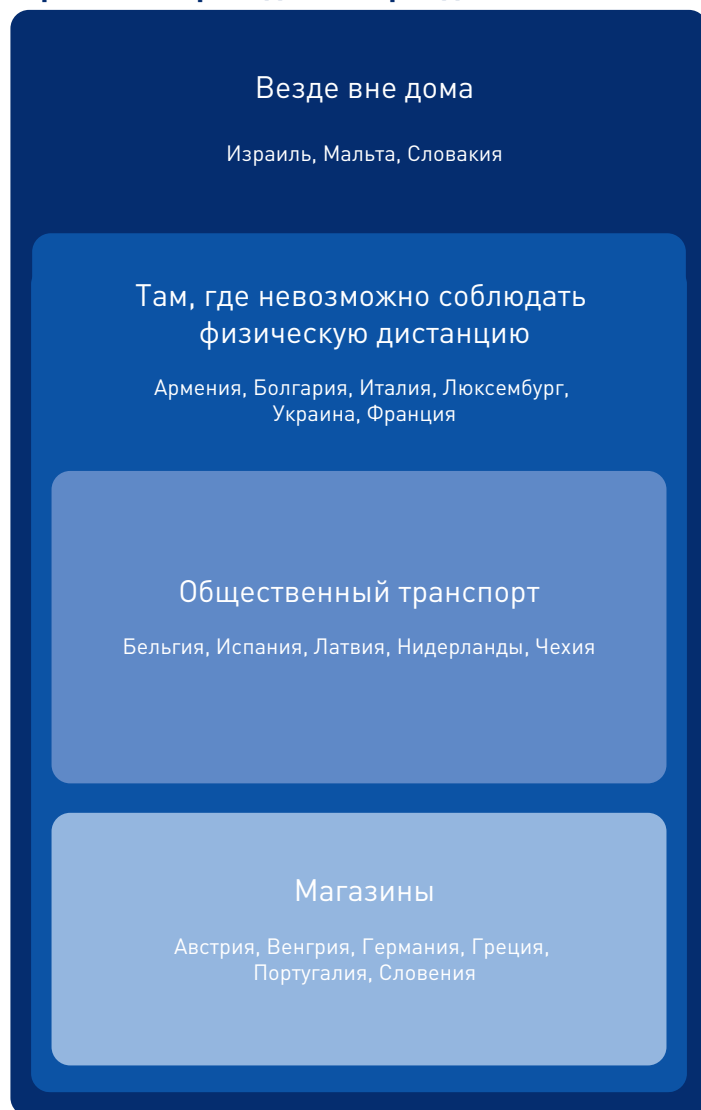 Везде вне дома
Израиль, Мальта, Словакия
Там, где невозможно соблюдать
физическую дистанцию
Армения, Болгария, Италия, Люксембург,
Украина, Франция
Общественный транспорт
Бельгия, Испания, Латвия, Нидерланды, Чехия
Магазины
Австрия, Венгрия, Германия, Греция,
Португалия, Словения